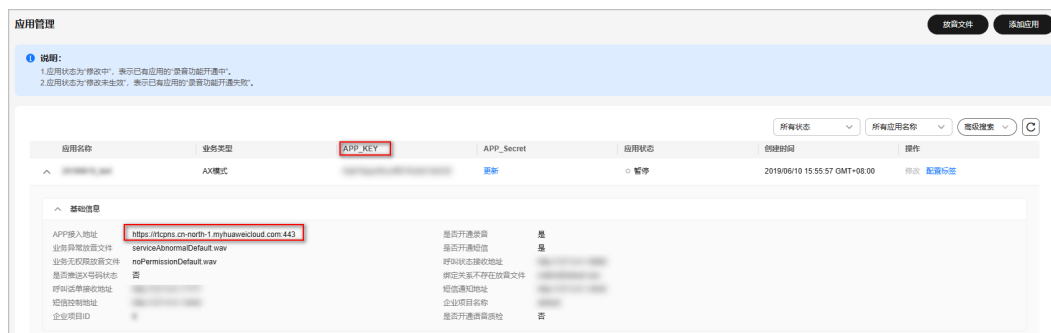 应用管理
放音文件
添加应用
说明：
1.应用状态为“修改中”，表示已有应用的“录音功能开通中”。
2.应用状态为“修改未生效”，表示已有应用的“录音功能开通失败”。
所有状态
所有应用名称
高级搜索
应用名称 业务类型 APP_KEY APP_Secret 应用状态 创建时间 操作
AX模式 更新 暂停 2019/06/10 15:55:57 GMT+08:00 修改 配置标签
基础信息
APP接入地址 https://rtcpns.cn-north-1.myhuaweicloud.com:443 是否开通录音 是
业务异常放音文件 serviceAbnormalDefault.wav 是否开通短信 是
业务无权限放音文件 noPermissionDefault.wav 呼叫状态接收地址
是否推送X号码状态 否 绑定关系不存在放音文件
呼叫话单接收地址 短信通知地址
短信控制地址 企业项目名称
企业项目ID 是否开通语音质检 否